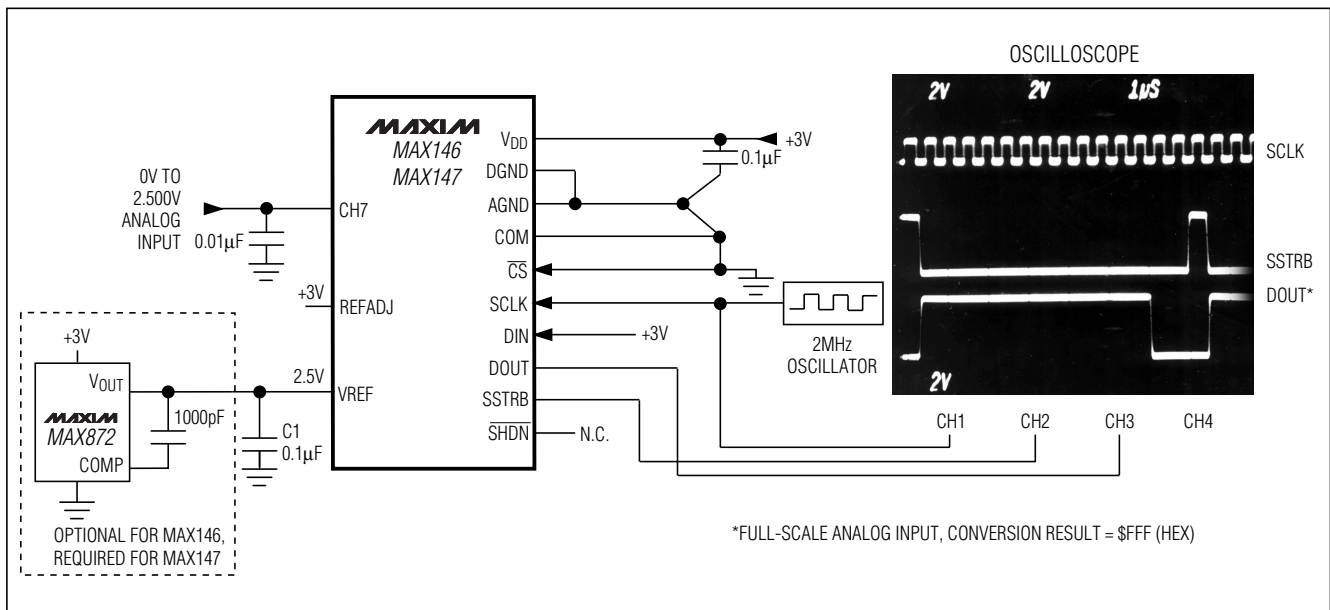 OSCILLOSCOPE
2V 2V 1µS
SCLK
SSTRB
DOUT*
2V
CH1 CH2 CH3 CH4
MAXIM
MAX146
MAX147
VDD
DGND
AGND
COM
CS
SCLK
DIN
DOUT
SSTRB
SHDN
CH7
REFADJ
VREF
+3V
0.1µF
0V TO
2.500V
ANALOG
INPUT
0.01µF
+3V
+3V
2MHz
OSCILLATOR
N.C.
2.5V
C1
0.1µF
+3V
VOUT
MAXIM
MAX872
COMP
1000pF
OPTIONAL FOR MAX146,
REQUIRED FOR MAX147
*FULL-SCALE ANALOG INPUT, CONVERSION RESULT = $FFF (HEX)